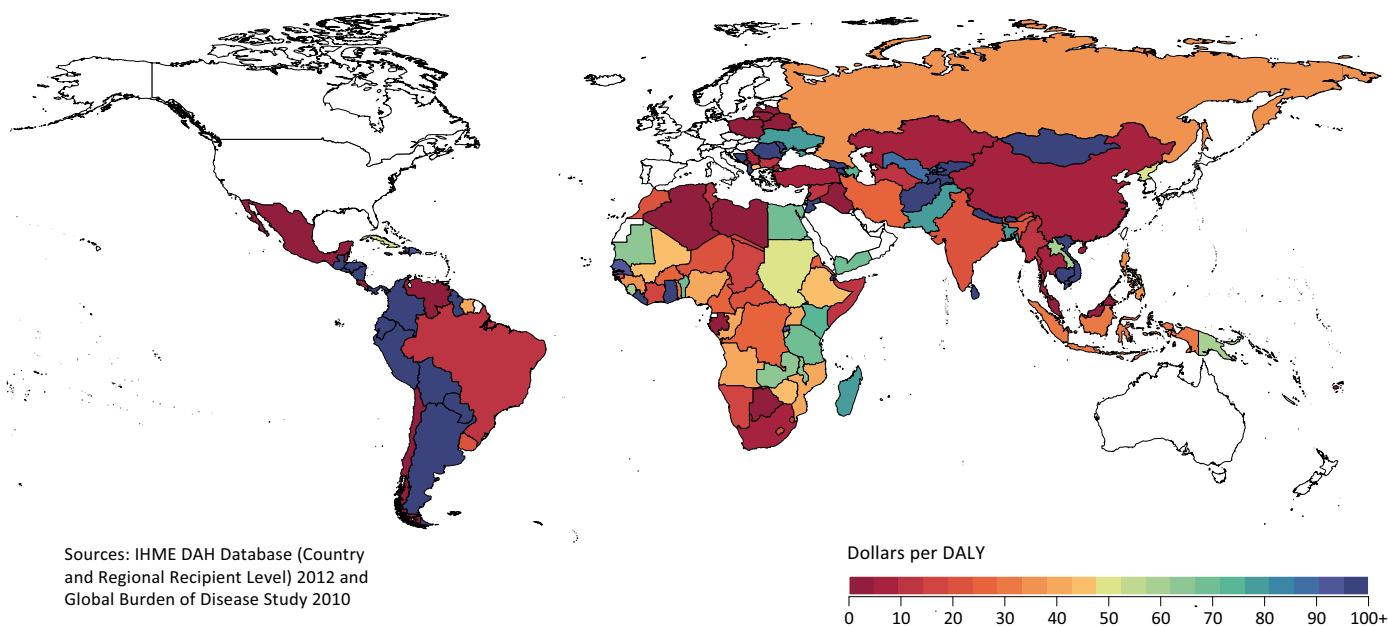 Sources: IHME DAH Database (Country
and Regional Recipient Level) 2012 and
Global Burden of Disease Study 2010
Dollars per DALY
0 10 20 30 40 50 60 70 80 90 100+